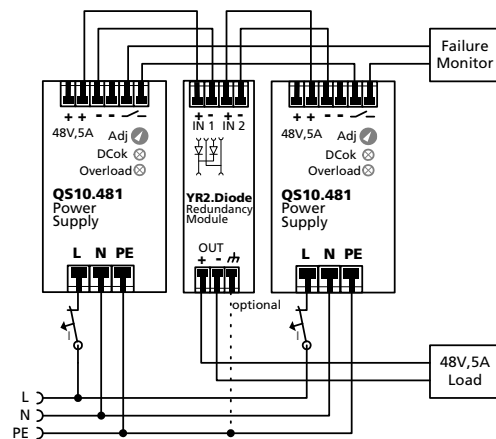 Failure
Monitor
+ + - -
48V,5A
Adj
DCok
Overload
QS10.481
Power
Supply
L N PE
+ - + -
IN 1 IN 2
YR2.Diode
Redundancy
Module
OUT
+ -
optional
+ + - -
48V,5A
Adj
DCok
Overload
QS10.481
Power
Supply
L N PE
I
I
48V,5A
Load
L
N
PE